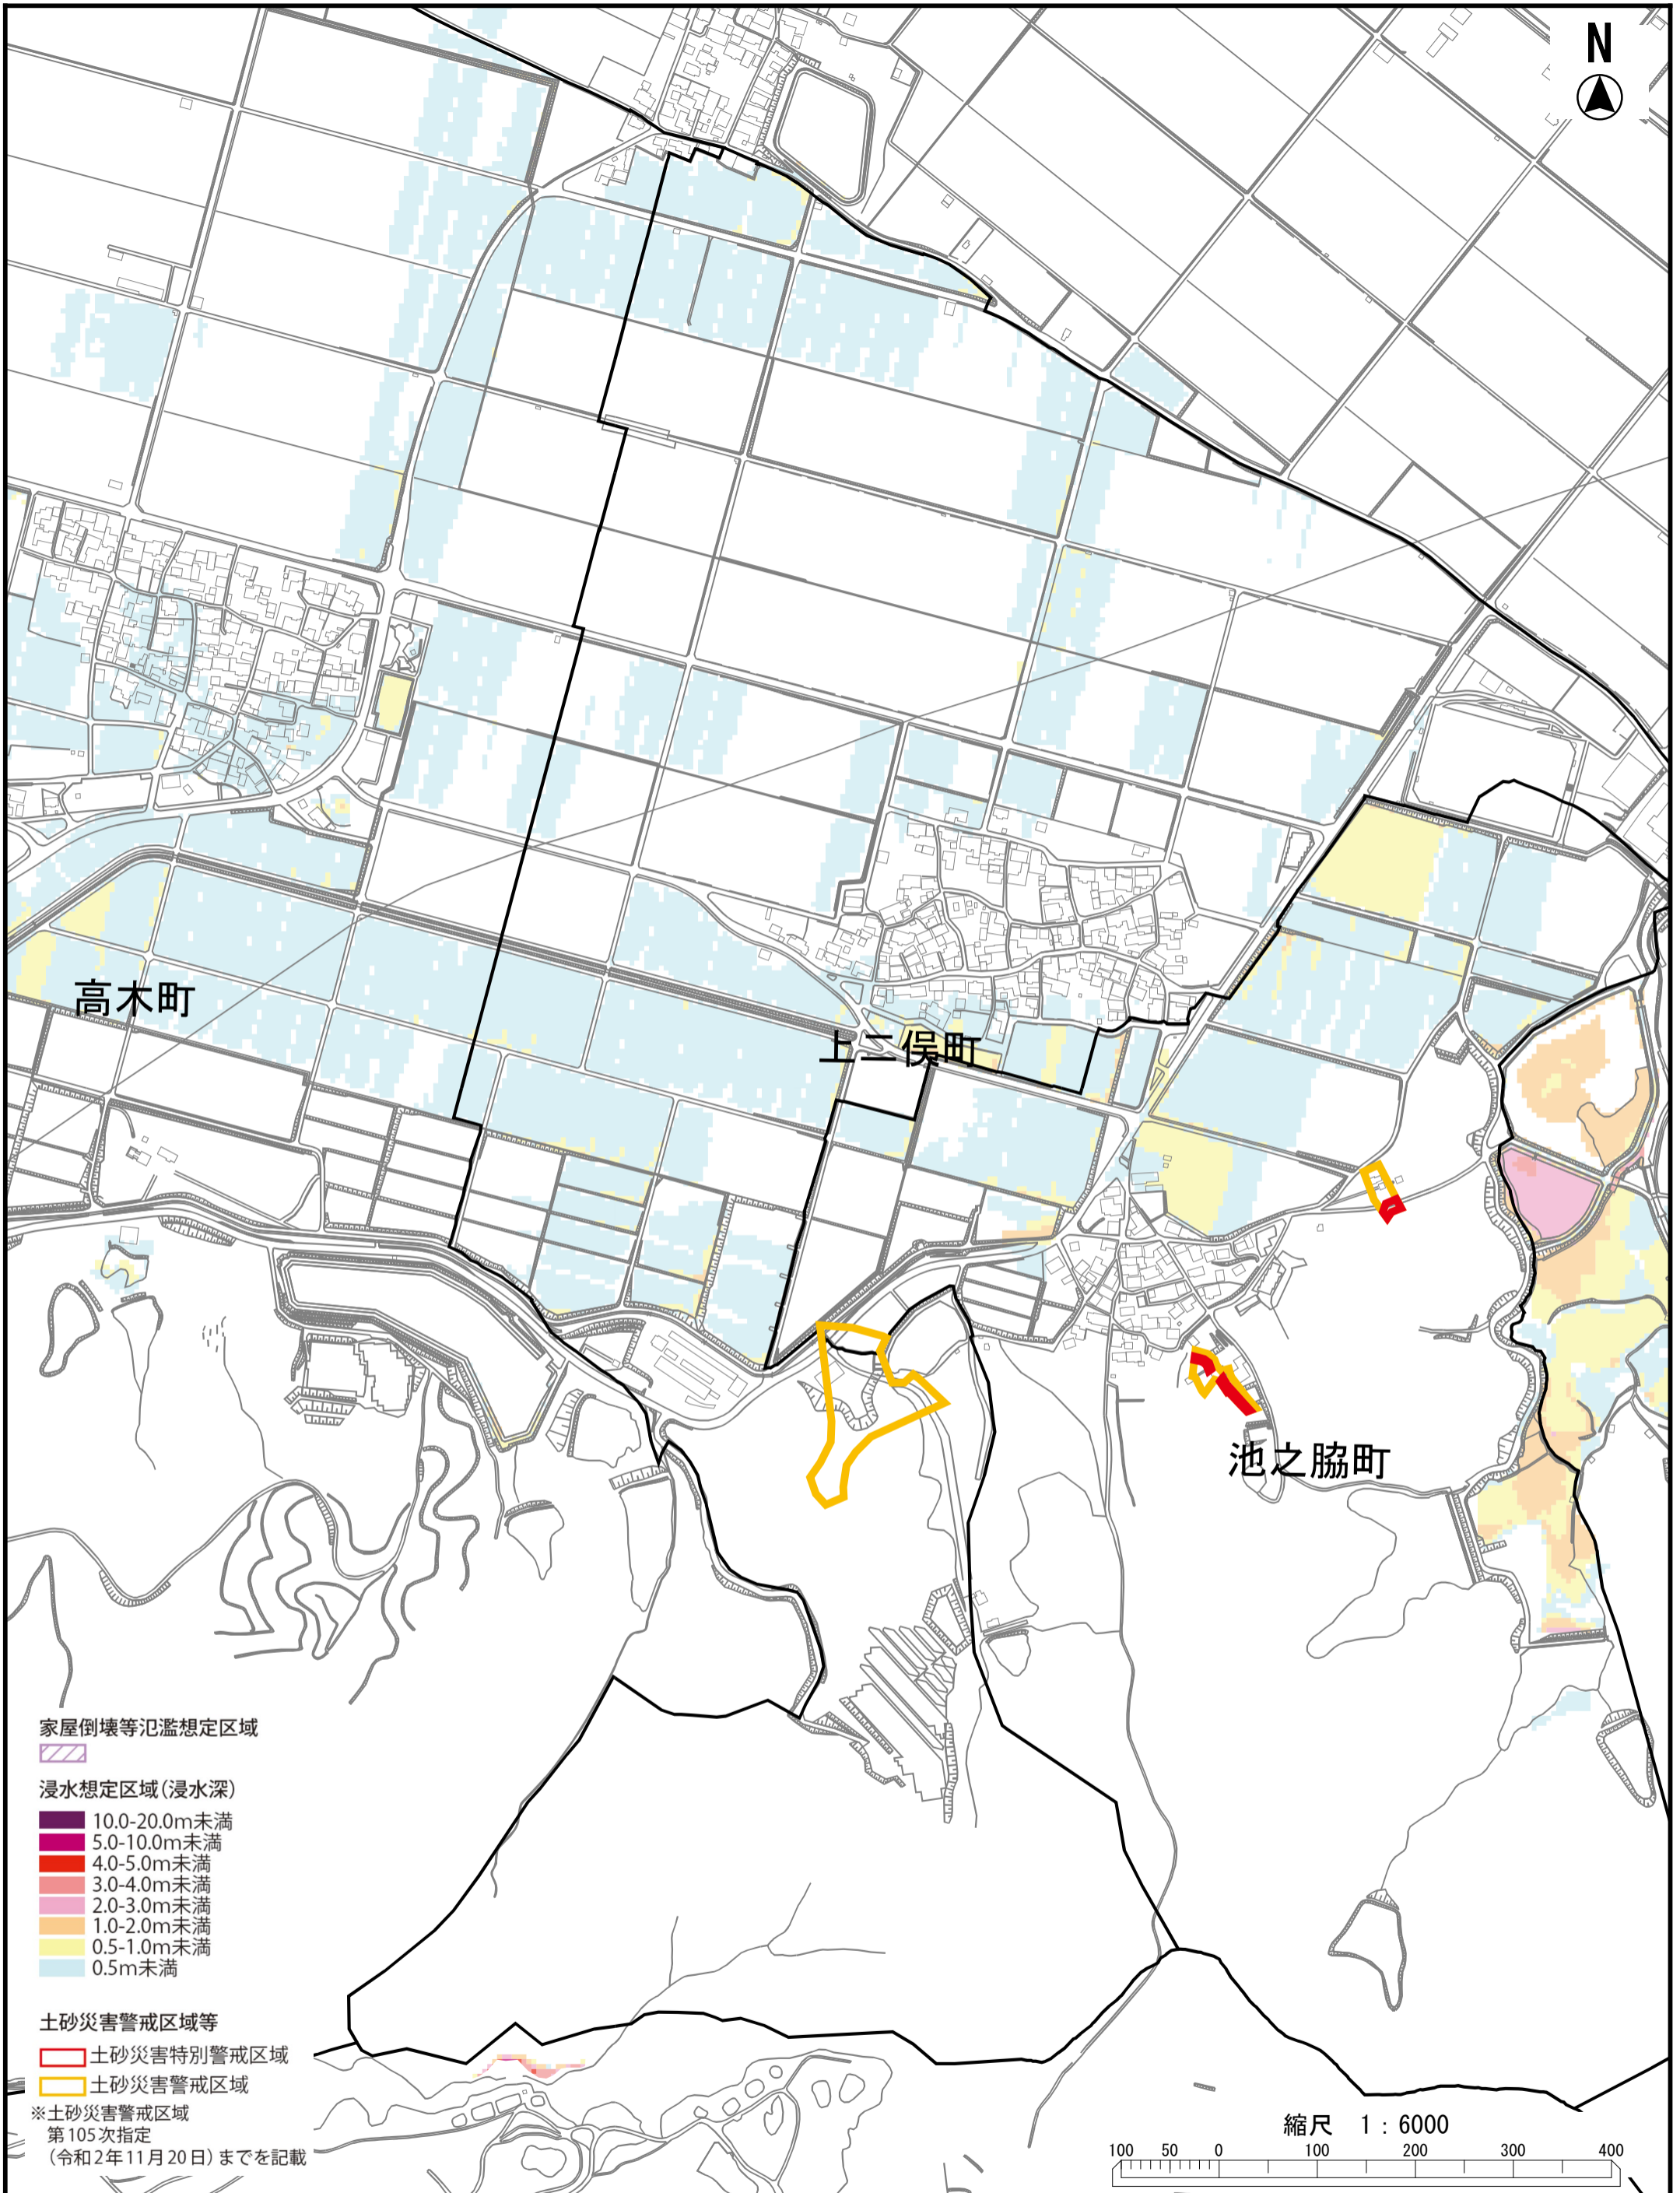 N
高木町
上二俣町
池之脇町
家屋倒壊等氾濫想定区域
浸水想定区域(浸水深)
10.0-20.0m未満
5.0-10.0m未満
4.0-5.0m未満
3.0-4.0m未満
2.0-3.0m未満
1.0-2.0m未満
0.5-1.0m未満
0.5m未満
土砂災害警戒区域等
土砂災害特別警戒区域
土砂災害警戒区域
※土砂災害警戒区域
第105次指定
(令和2年11月20日)までを記載
縮尺 1:6000
100 50 0 100 200 300 400